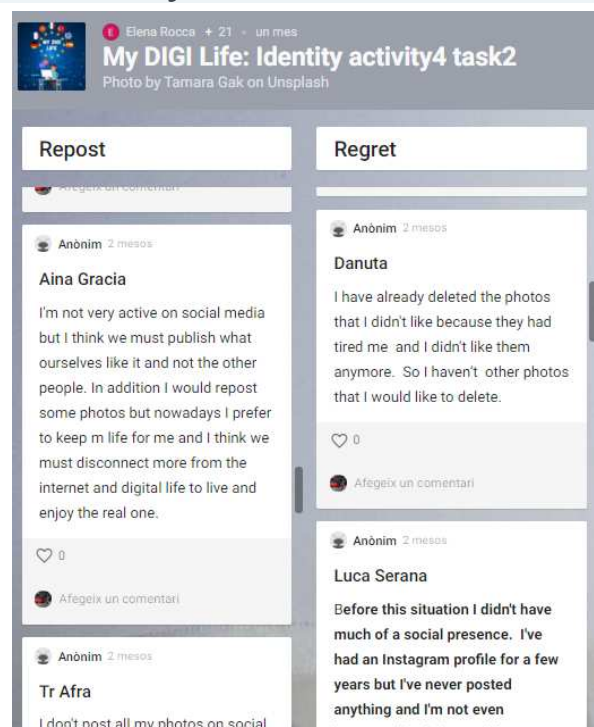 Elena Rocca + 21 • un mes
My DIGI Life: Identity activity4 task2
Photo by Tamara Gak on Unsplash
Repost
Afegeix un comentari
Anònim 2 mesos
Aina Gracia
I'm not very active on social media
but I think we must publish what
ourselves like it and not the other
people. In addition I would repost
some photos but nowadays I prefer
to keep m life for me and I think we
must disconnect more from the
internet and digital life to live and
enjoy the real one.
0
Afegeix un comentari
Anònim 2 mesos
Tr Afra
I don't post all my photos on social
Regret
Anònim 2 mesos
Danuta
I have already deleted the photos
that I didn't like because they had
tired me and I didn't like them
anymore. So I haven't other photos
that I would like to delete.
0
Afegeix un comentari
Anònim 2 mesos
Luca Serana
Before this situation I didn't have
much of a social presence. I've
had an Instagram profile for a few
years but I've never posted
anything and I'm not even